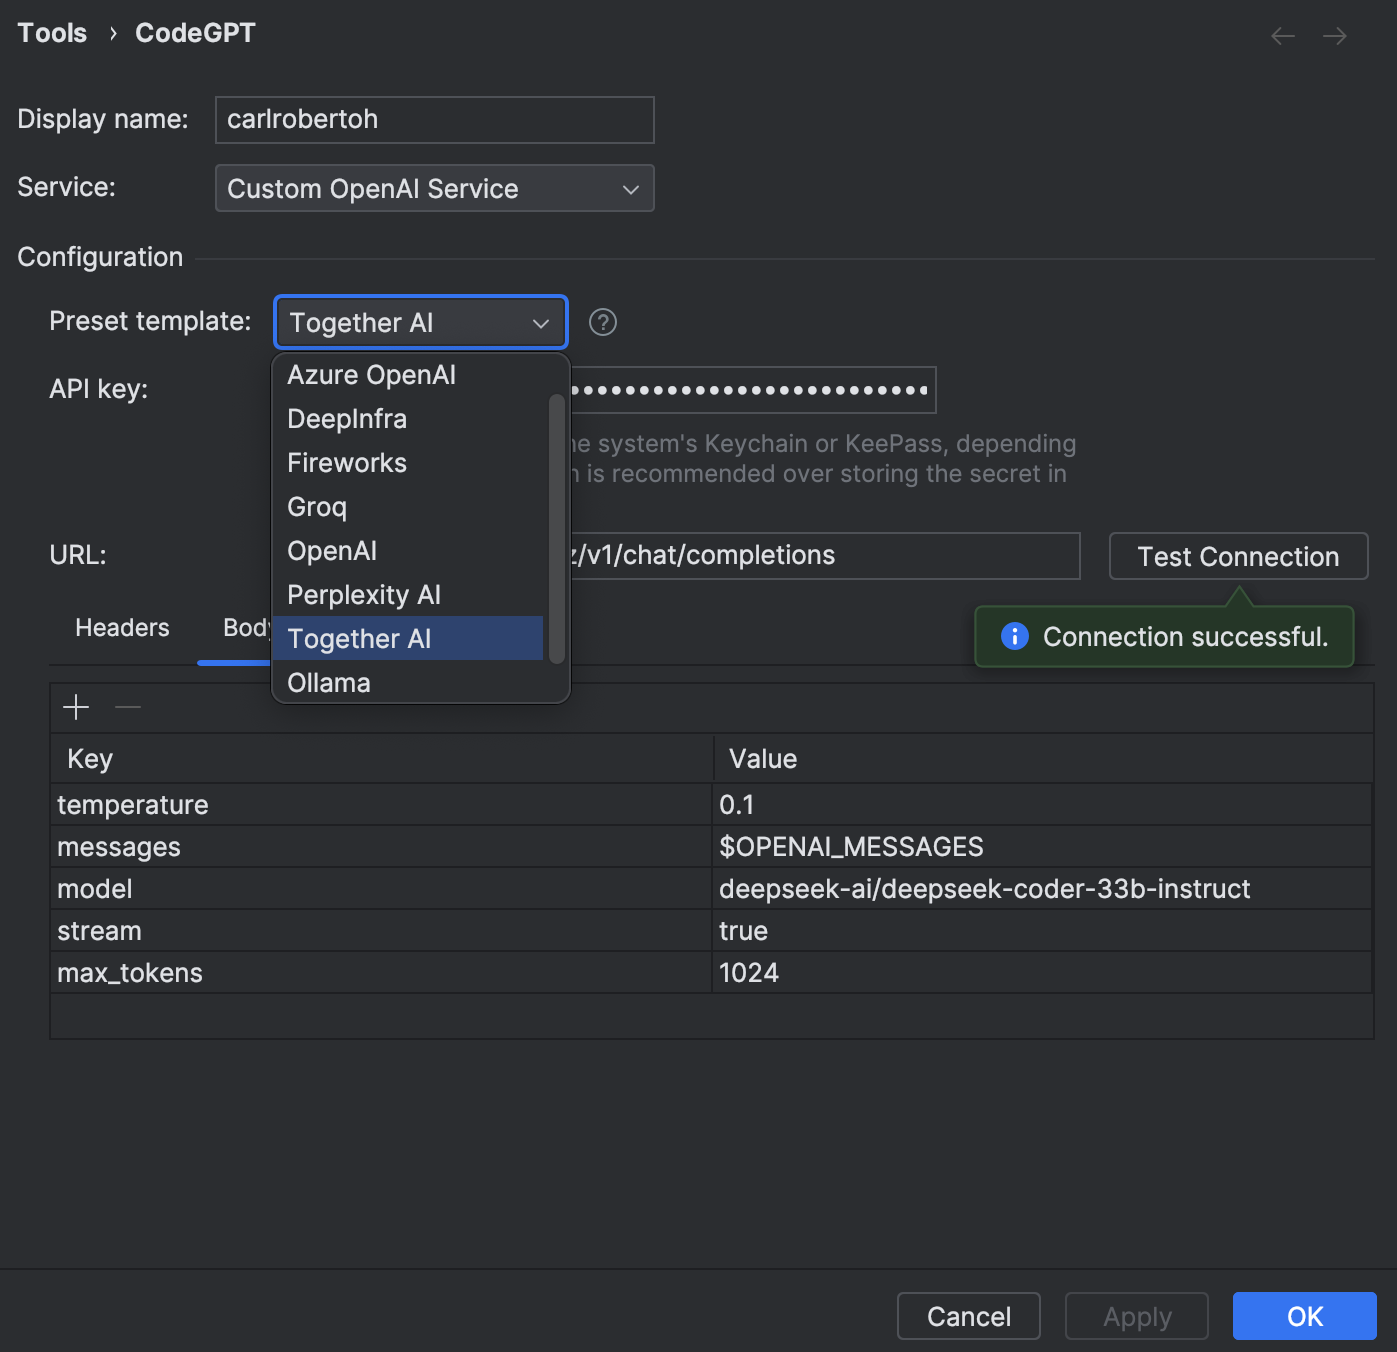 Tools › CodeGPT
Display name: carlrobertoh
Service: Custom OpenAI Service
Configuration
Preset template: Together AI
Azure OpenAI
API key:
DeepInfra
system's Keychain or KeePass, depending
Fireworks
is recommended over storing the secret in
Groq
OpenAI
URL: /v1/chat/completions Test Connection
Perplexity AI
Headers Body
Together AI
Connection successful.
Ollama
Key Value
temperature 0.1
messages $OPENAI_MESSAGES
model deepseek-ai/deepseek-coder-33b-instruct
stream true
max_tokens 1024
Cancel Apply OK